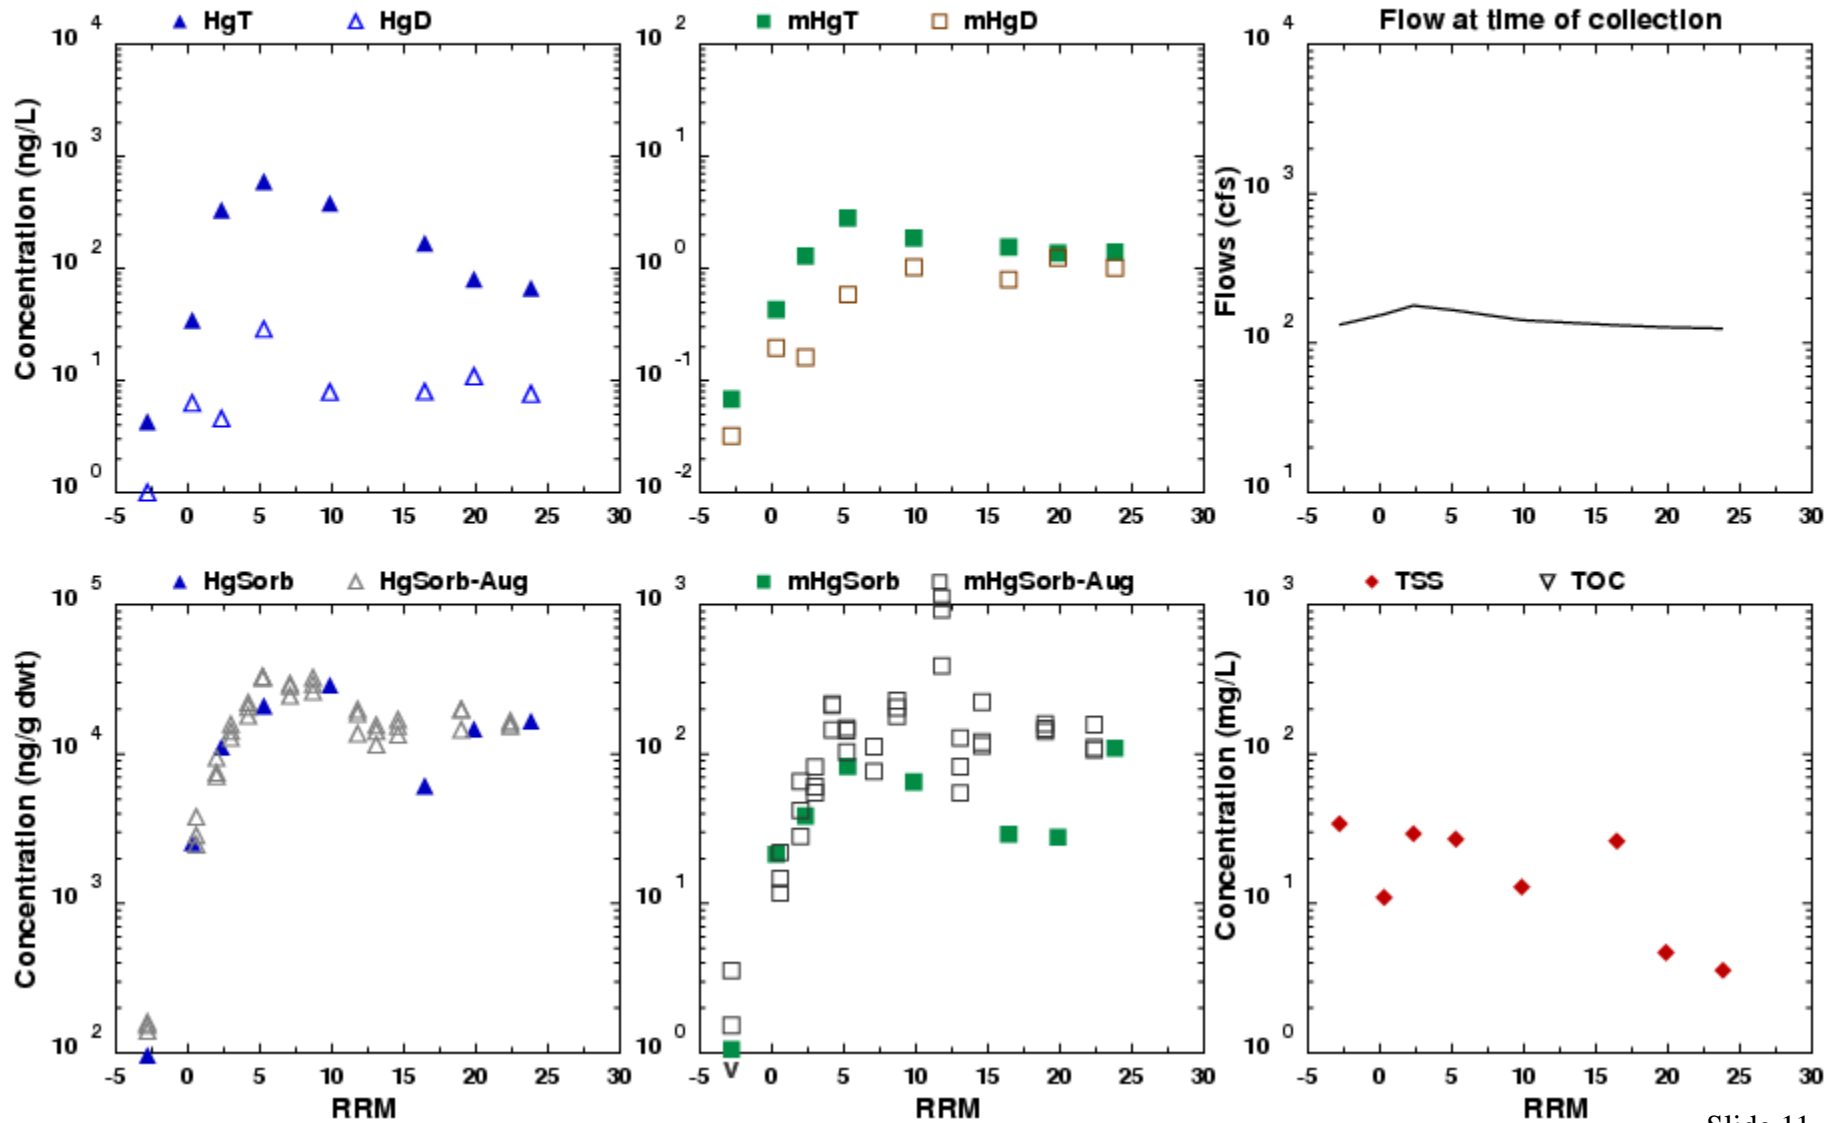 HgT HgD
mHgT mHgD
Flow at time of collection
10 4
10 3
10 2
10 1
10 0
Concentration (ng/L)
-5 0 5 10 15 20 25 30
10 2
10 1
10 0
10 -1
10 -2
-5 0 5 10 15 20 25 30
10 4
10 3
10 2
10 1
Flows (cfs)
-5 0 5 10 15 20 25 30
HgSorb HgSorb-Aug
mHgSorb mHgSorb-Aug
TSS TOC
10 5
10 4
10 3
10 2
Concentration (ng/g dwt)
-5 0 5 10 15 20 25 30
RRM
10 3
10 2
10 1
10 0
V
-5 0 5 10 15 20 25 30
RRM
10 3
10 2
10 1
10 0
Concentration (mg/L)
-5 0 5 10 15 20 25 30
RRM
Slide 11